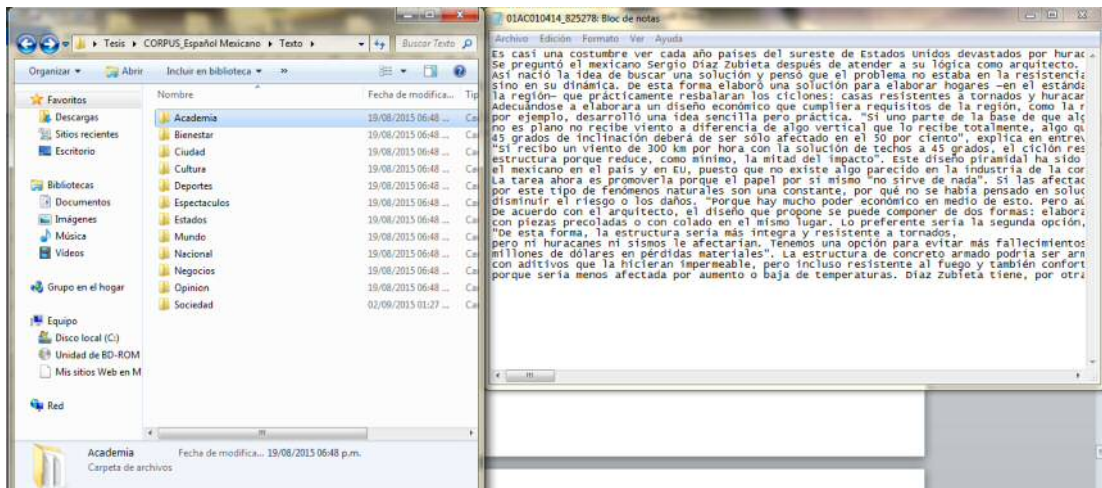 Tesis ▸ CORPUS_Español Mexicano ▸ Texto ▸
Buscar Texto
Organizar
Abrir
Incluir en biblioteca
»
Favoritos
Descargas
Sitios recientes
Escritorio
Bibliotecas
Documentos
Imágenes
Música
Videos
Grupo en el hogar
Equipo
Disco local (C:)
Unidad de BD-ROM
Mis sitios Web en M
Red
Nombre Fecha de modifica... Tip
Academia 19/08/2015 06:48 ... Ca
Bienestar 19/08/2015 06:48 ... Ca
Ciudad 19/08/2015 06:48 ... Ca
Cultura 19/08/2015 06:48 ... Ca
Deportes 19/08/2015 06:48 ... Ca
Espectaculos 19/08/2015 06:48 ... Ca
Estados 19/08/2015 06:48 ... Ca
Mundo 19/08/2015 06:48 ... Ca
Nacional 19/08/2015 06:48 ... Ca
Negocios 19/08/2015 06:48 ... Ca
Opinion 19/08/2015 06:48 ... Ca
Sociedad 02/09/2015 01:27 ... Ca
Academia Fecha de modifica... 19/08/2015 06:48 p.m.
Carpeta de archivos
01AC010414_825278: Bloc de notas
Archivo Edición Formato Ver Ayuda
Es casi una costumbre ver cada año países del sureste de Estados Unidos devastados por hurac
Se preguntó el mexicano Sergio Díaz Zubieta después de atender a su lógica como arquitecto.
Así nació la idea de buscar una solución y pensó que el problema no estaba en la resistencia
sino en su dinámica. De esta forma elaboró una solución para elaborar hogares —en el estánda
la región— que prácticamente resbalaran los ciclones: casas resistentes a tornados y huracan
Adecuándose a elaborara un diseño económico que cumpliera requisitos de la región, como la r
por ejemplo, desarrolló una idea sencilla pero práctica. "Si uno parte de la base de que alg
no es plano no recibe viento a diferencia de algo vertical que lo recibe totalmente, algo qu
45 grados de inclinación deberá de ser sólo afectado en el 50 por ciento", explica en entrev
"Si recibo un viento de 300 km por hora con la solución de techos a 45 grados, el ciclón res
estructura porque reduce, como mínimo, la mitad del impacto". Este diseño piramidal ha sido
el mexicano en el país y en EU, puesto que no existe algo parecido en la industria de la con
La tarea ahora es promoverla porque el papel por sí mismo "no sirve de nada". Si las afectac
por este tipo de fenómenos naturales son una constante, por qué no se había pensado en soluc
disminuir el riesgo o los daños. "Porque hay mucho poder económico en medio de esto. Pero aú
De acuerdo con el arquitecto, el diseño que propone se puede componer de dos formas: elabora
con piezas precoladas o con colado en el mismo lugar. Lo preferente sería la segunda opción,
"De esta forma, la estructura sería más íntegra y resistente a tornados,
pero ni huracanes ni sismos le afectarían. Tenemos una opción para evitar más fallecimientos
millones de dólares en pérdidas materiales". La estructura de concreto armado podría ser arm
con aditivos que la hicieran impermeable, pero incluso resistente al fuego y también confort
porque sería menos afectada por aumento o baja de temperaturas. Díaz Zubieta tiene, por otra